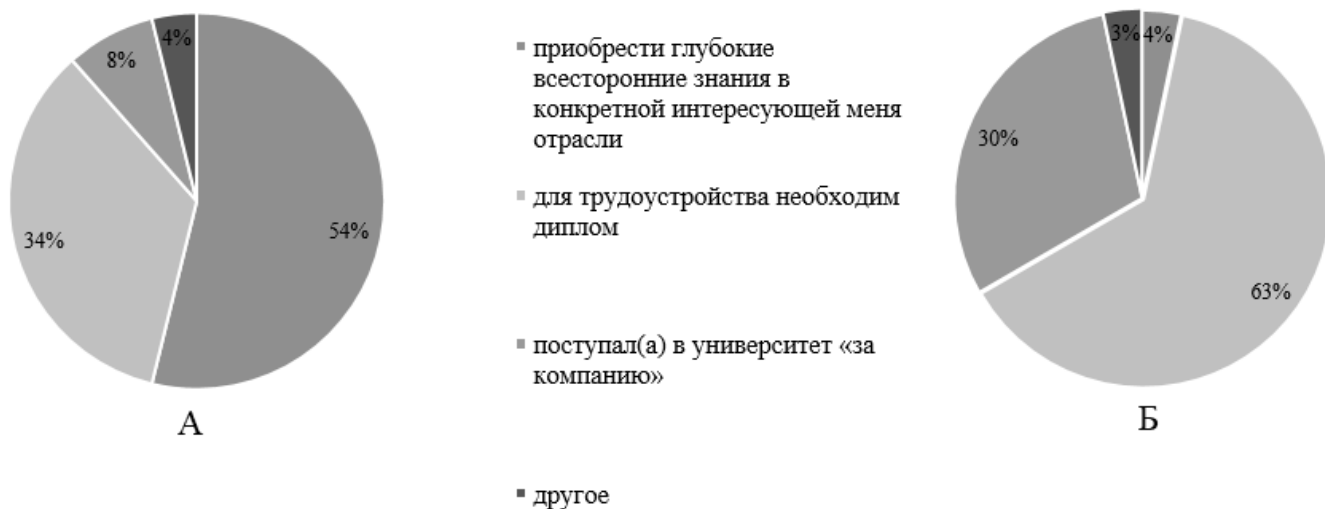 4%
8%
34%
54%
А
приобрести глубокие
всесторонние знания в
конкретной интересующей меня
отрасли
для трудоустройства необходим
диплом
поступал(а) в университет «за
компанию»
другое
3%
4%
30%
63%
Б